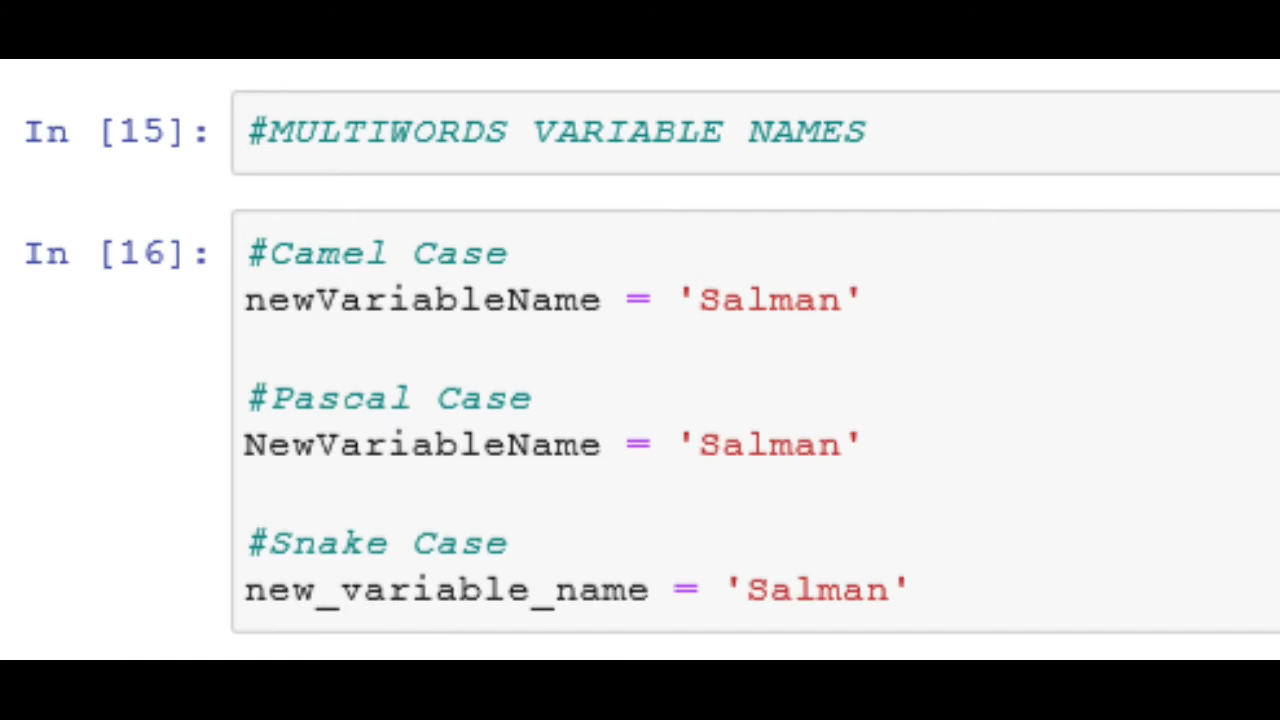 In [15]: #MULTIWORDS VARIABLE NAMES
In [16]: #Camel Case
newVariableName = 'Salman'
#Pascal Case
NewVariableName = 'Salman'
#Snake Case
new_variable_name = 'Salman'